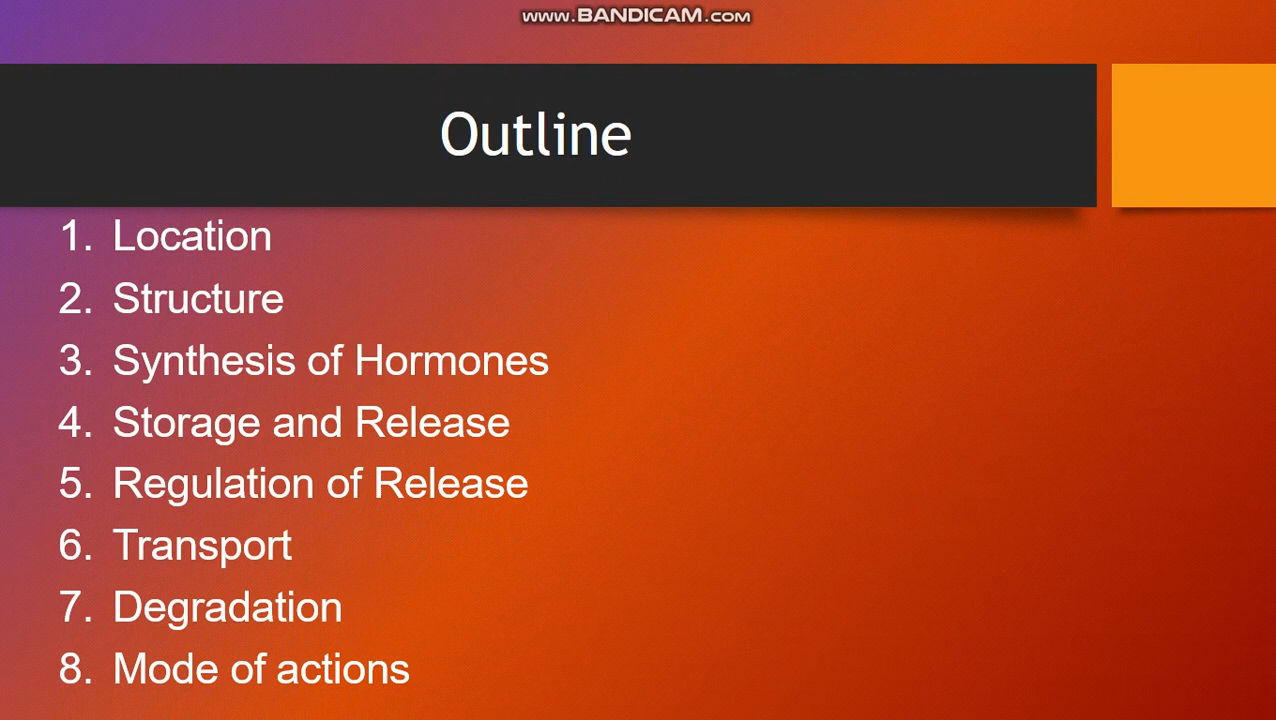 www.BANDICAM.com
Outline
1. Location
2. Structure
3. Synthesis of Hormones
4. Storage and Release
5. Regulation of Release
6. Transport
7. Degradation
8. Mode of actions